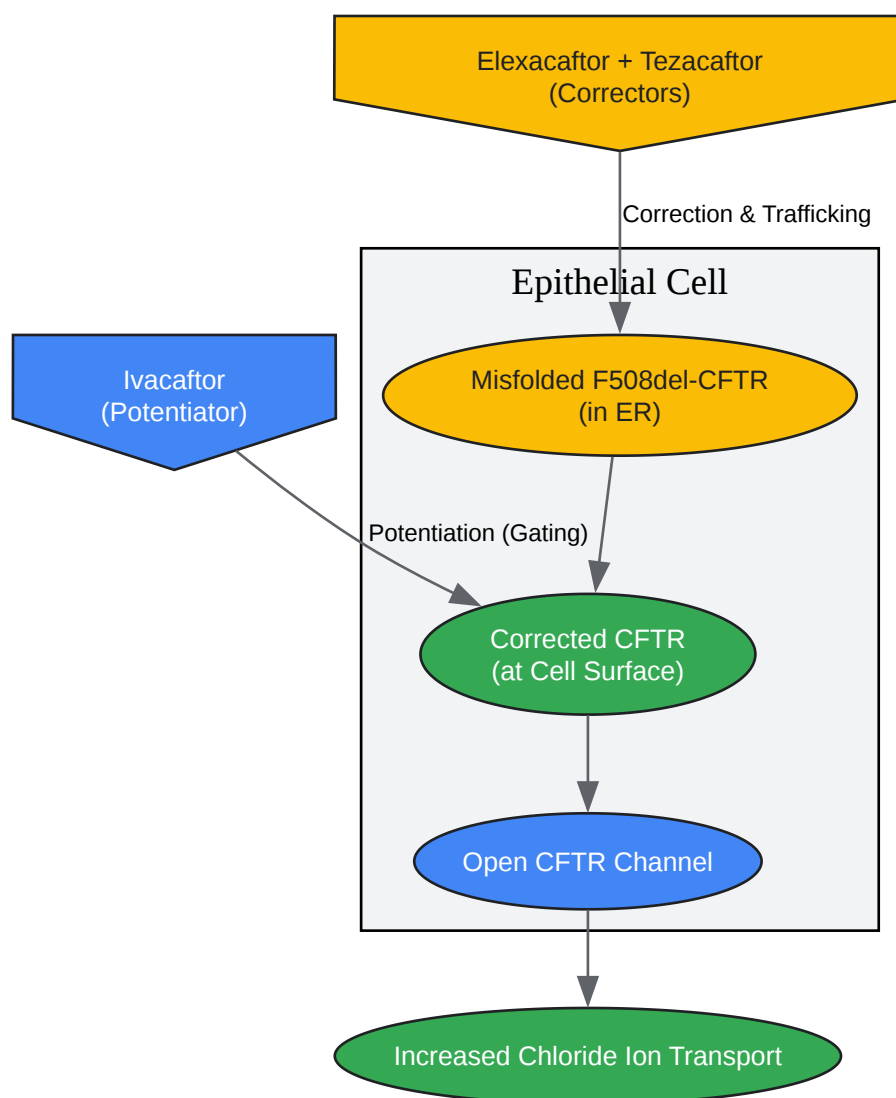 Elexacaftor + Tezacaftor
(Correctors)
Correction & Trafficking
Epithelial Cell
Ivacaftor
(Potentiator)
Misfolded F508del-CFTR
(in ER)
Potentiation (Gating)
Corrected CFTR
(at Cell Surface)
Open CFTR Channel
Increased Chloride Ion Transport